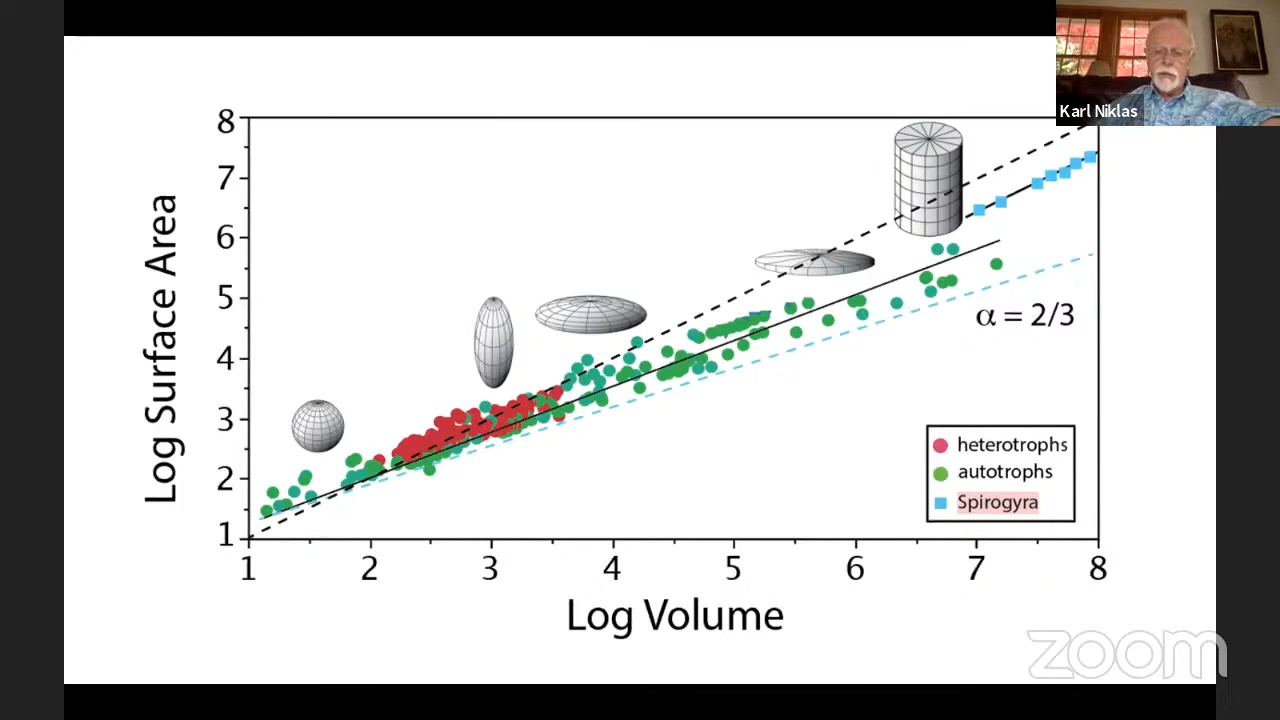 Karl Niklas
8
7
6
5
4
3
2
1
Log Surface Area
α = 2/3
heterotrophs
autotrophs
Spirogyra
1 2 3 4 5 6 7 8
Log Volume
zoom